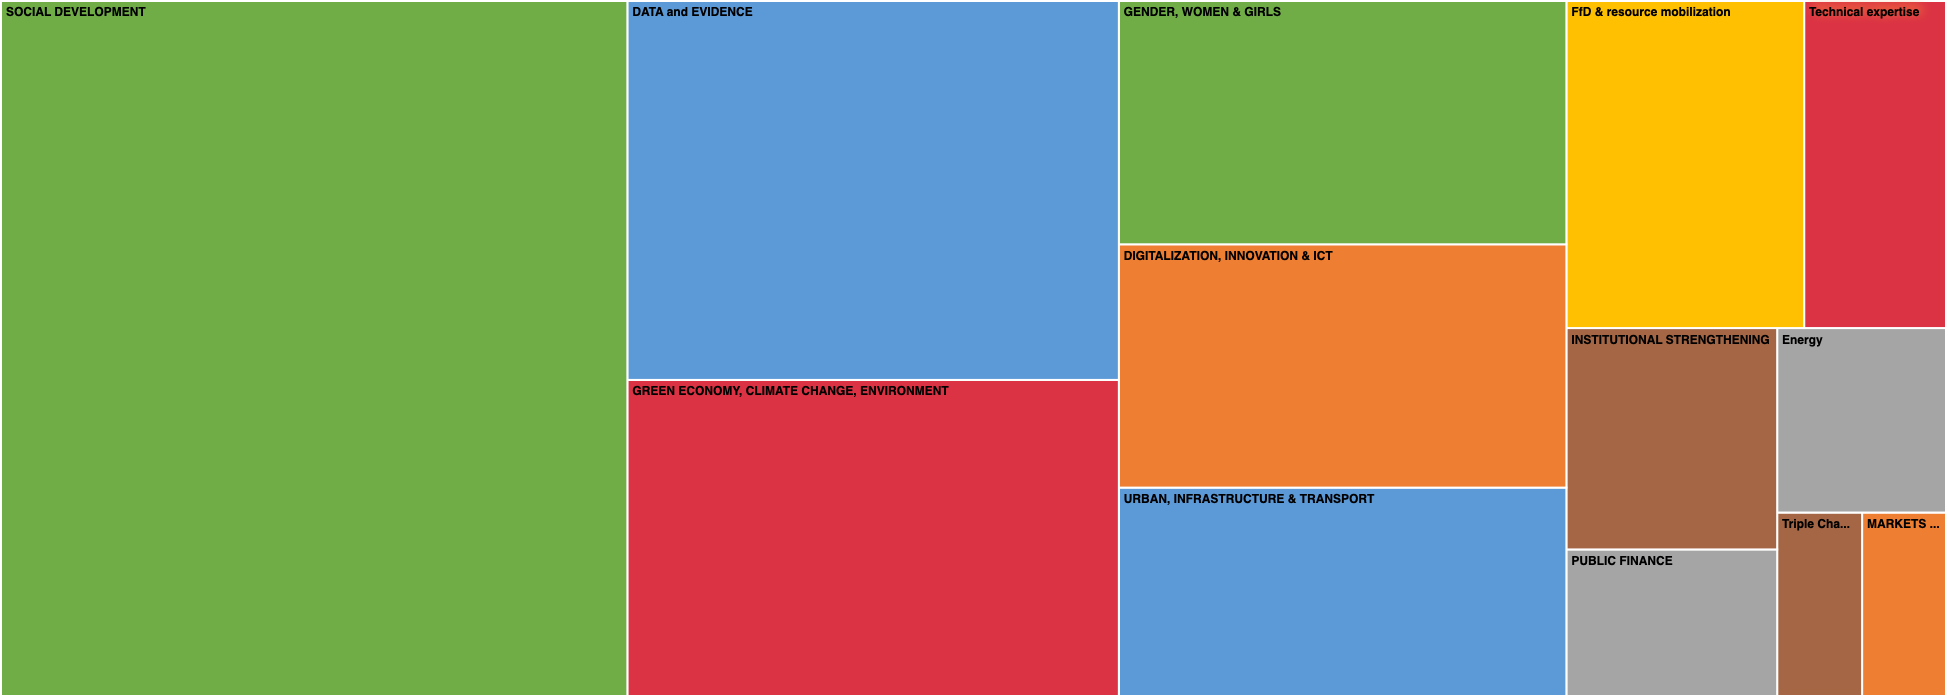 SOCIAL DEVELOPMENT
DATA and EVIDENCE
GREEN ECONOMY, CLIMATE CHANGE, ENVIRONMENT
GENDER, WOMEN & GIRLS
DIGITALIZATION, INNOVATION & ICT
URBAN, INFRASTRUCTURE & TRANSPORT
FfD & resource mobilization
Technical expertise
INSTITUTIONAL STRENGTHENING
Energy
PUBLIC FINANCE
Triple Cha...
MARKETS ...